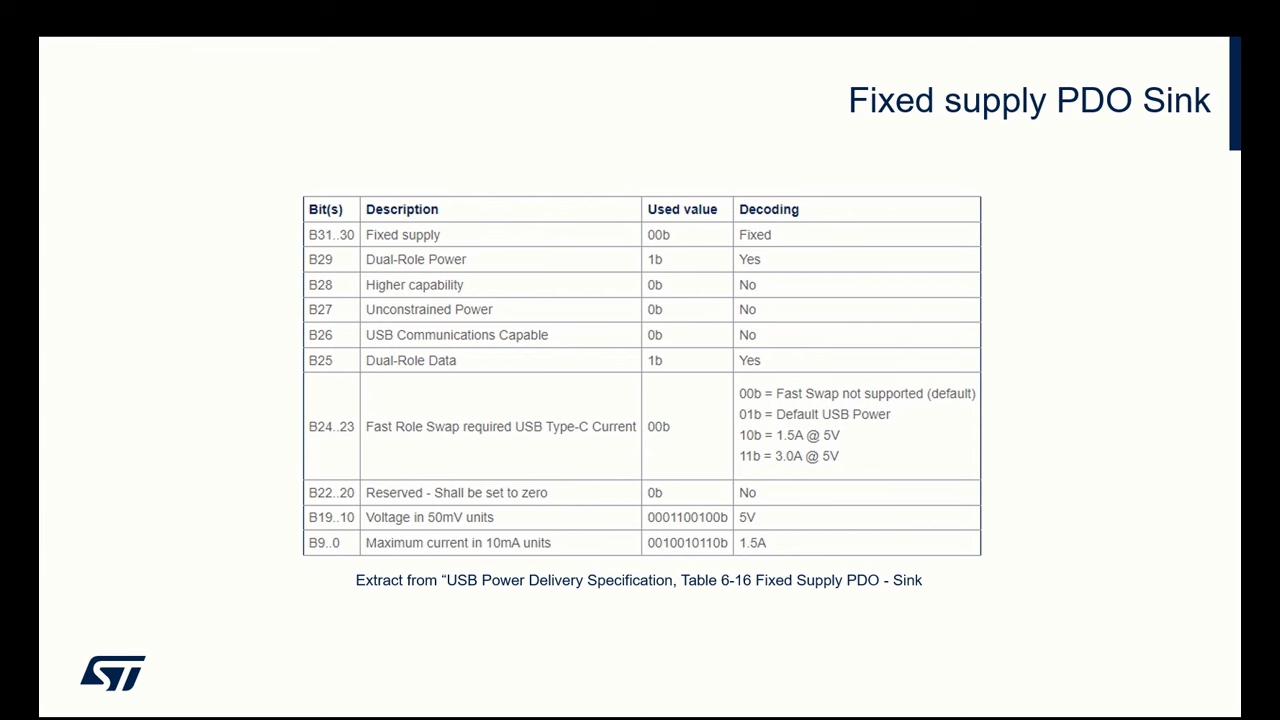 Fixed supply PDO Sink
Bit(s) Description Used value Decoding
B31..30 Fixed supply 00b Fixed
B29 Dual-Role Power 1b Yes
B28 Higher capability 0b No
B27 Unconstrained Power 0b No
B26 USB Communications Capable 0b No
B25 Dual-Role Data 1b Yes
B24..23 Fast Role Swap required USB Type-C Current 00b 00b = Fast Swap not supported (default)
01b = Default USB Power
10b = 1.5A @ 5V
11b = 3.0A @ 5V
B22..20 Reserved - Shall be set to zero 0b No
B19..10 Voltage in 50mV units 0001100100b 5V
B9..0 Maximum current in 10mA units 0010010110b 1.5A
Extract from “USB Power Delivery Specification, Table 6-16 Fixed Supply PDO - Sink
ST